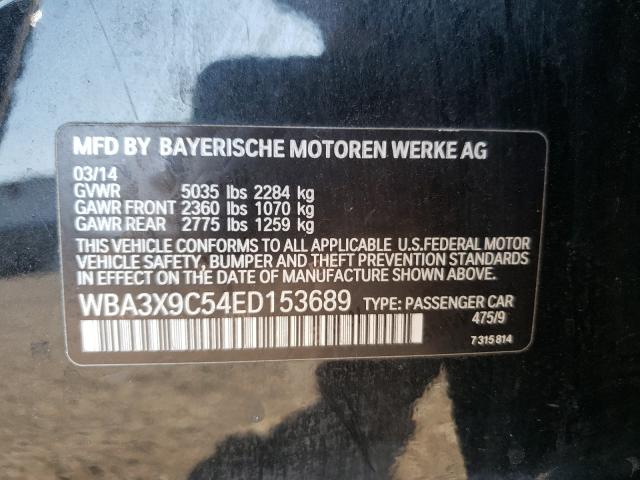 MFD BY BAYERISCHE MOTOREN WERKE AG
03/14
GVWR 5035 lbs 2284 kg
GAWR FRONT 2360 lbs 1070 kg
GAWR REAR 2775 lbs 1259 kg
THIS VEHICLE CONFORMS TO ALL APPLICABLE U.S.FEDERAL MOTOR
VEHICLE SAFETY, BUMPER AND THEFT PREVENTION STANDARDS
IN EFFECT ON THE DATE OF MANUFACTURE SHOWN ABOVE.
WBA3X9C54ED153689 TYPE: PASSENGER CAR
475/9
7315814